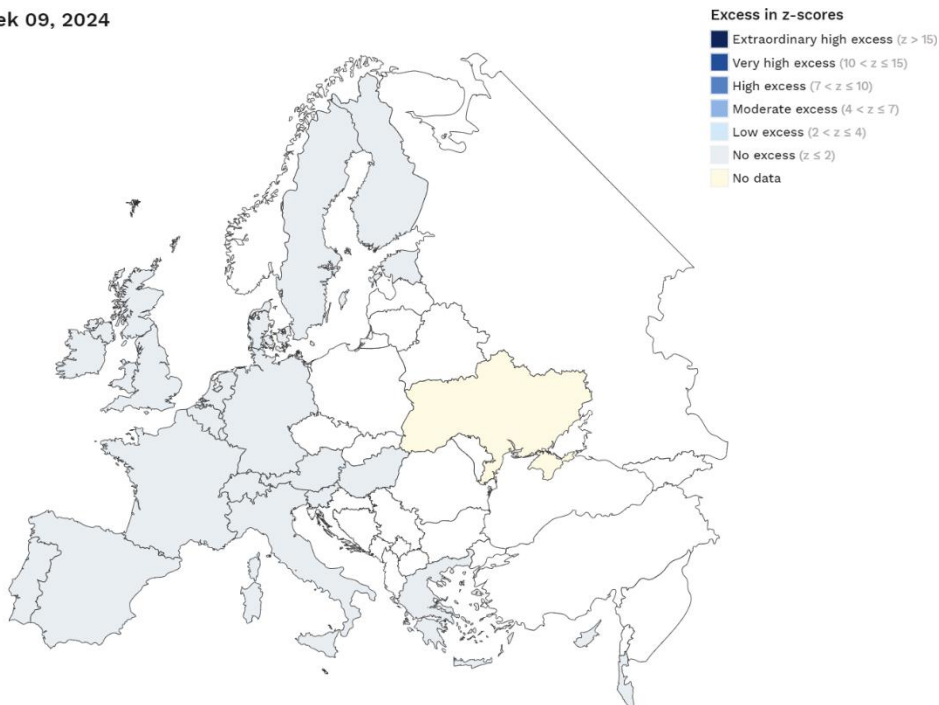 ek 09, 2024
Excess in z-scores
Extraordinary high excess (z > 15)
Very high excess (10 < z ≤ 15)
High excess (7 < z ≤ 10)
Moderate excess (4 < z ≤ 7)
Low excess (2 < z ≤ 4)
No excess (z ≤ 2)
No data